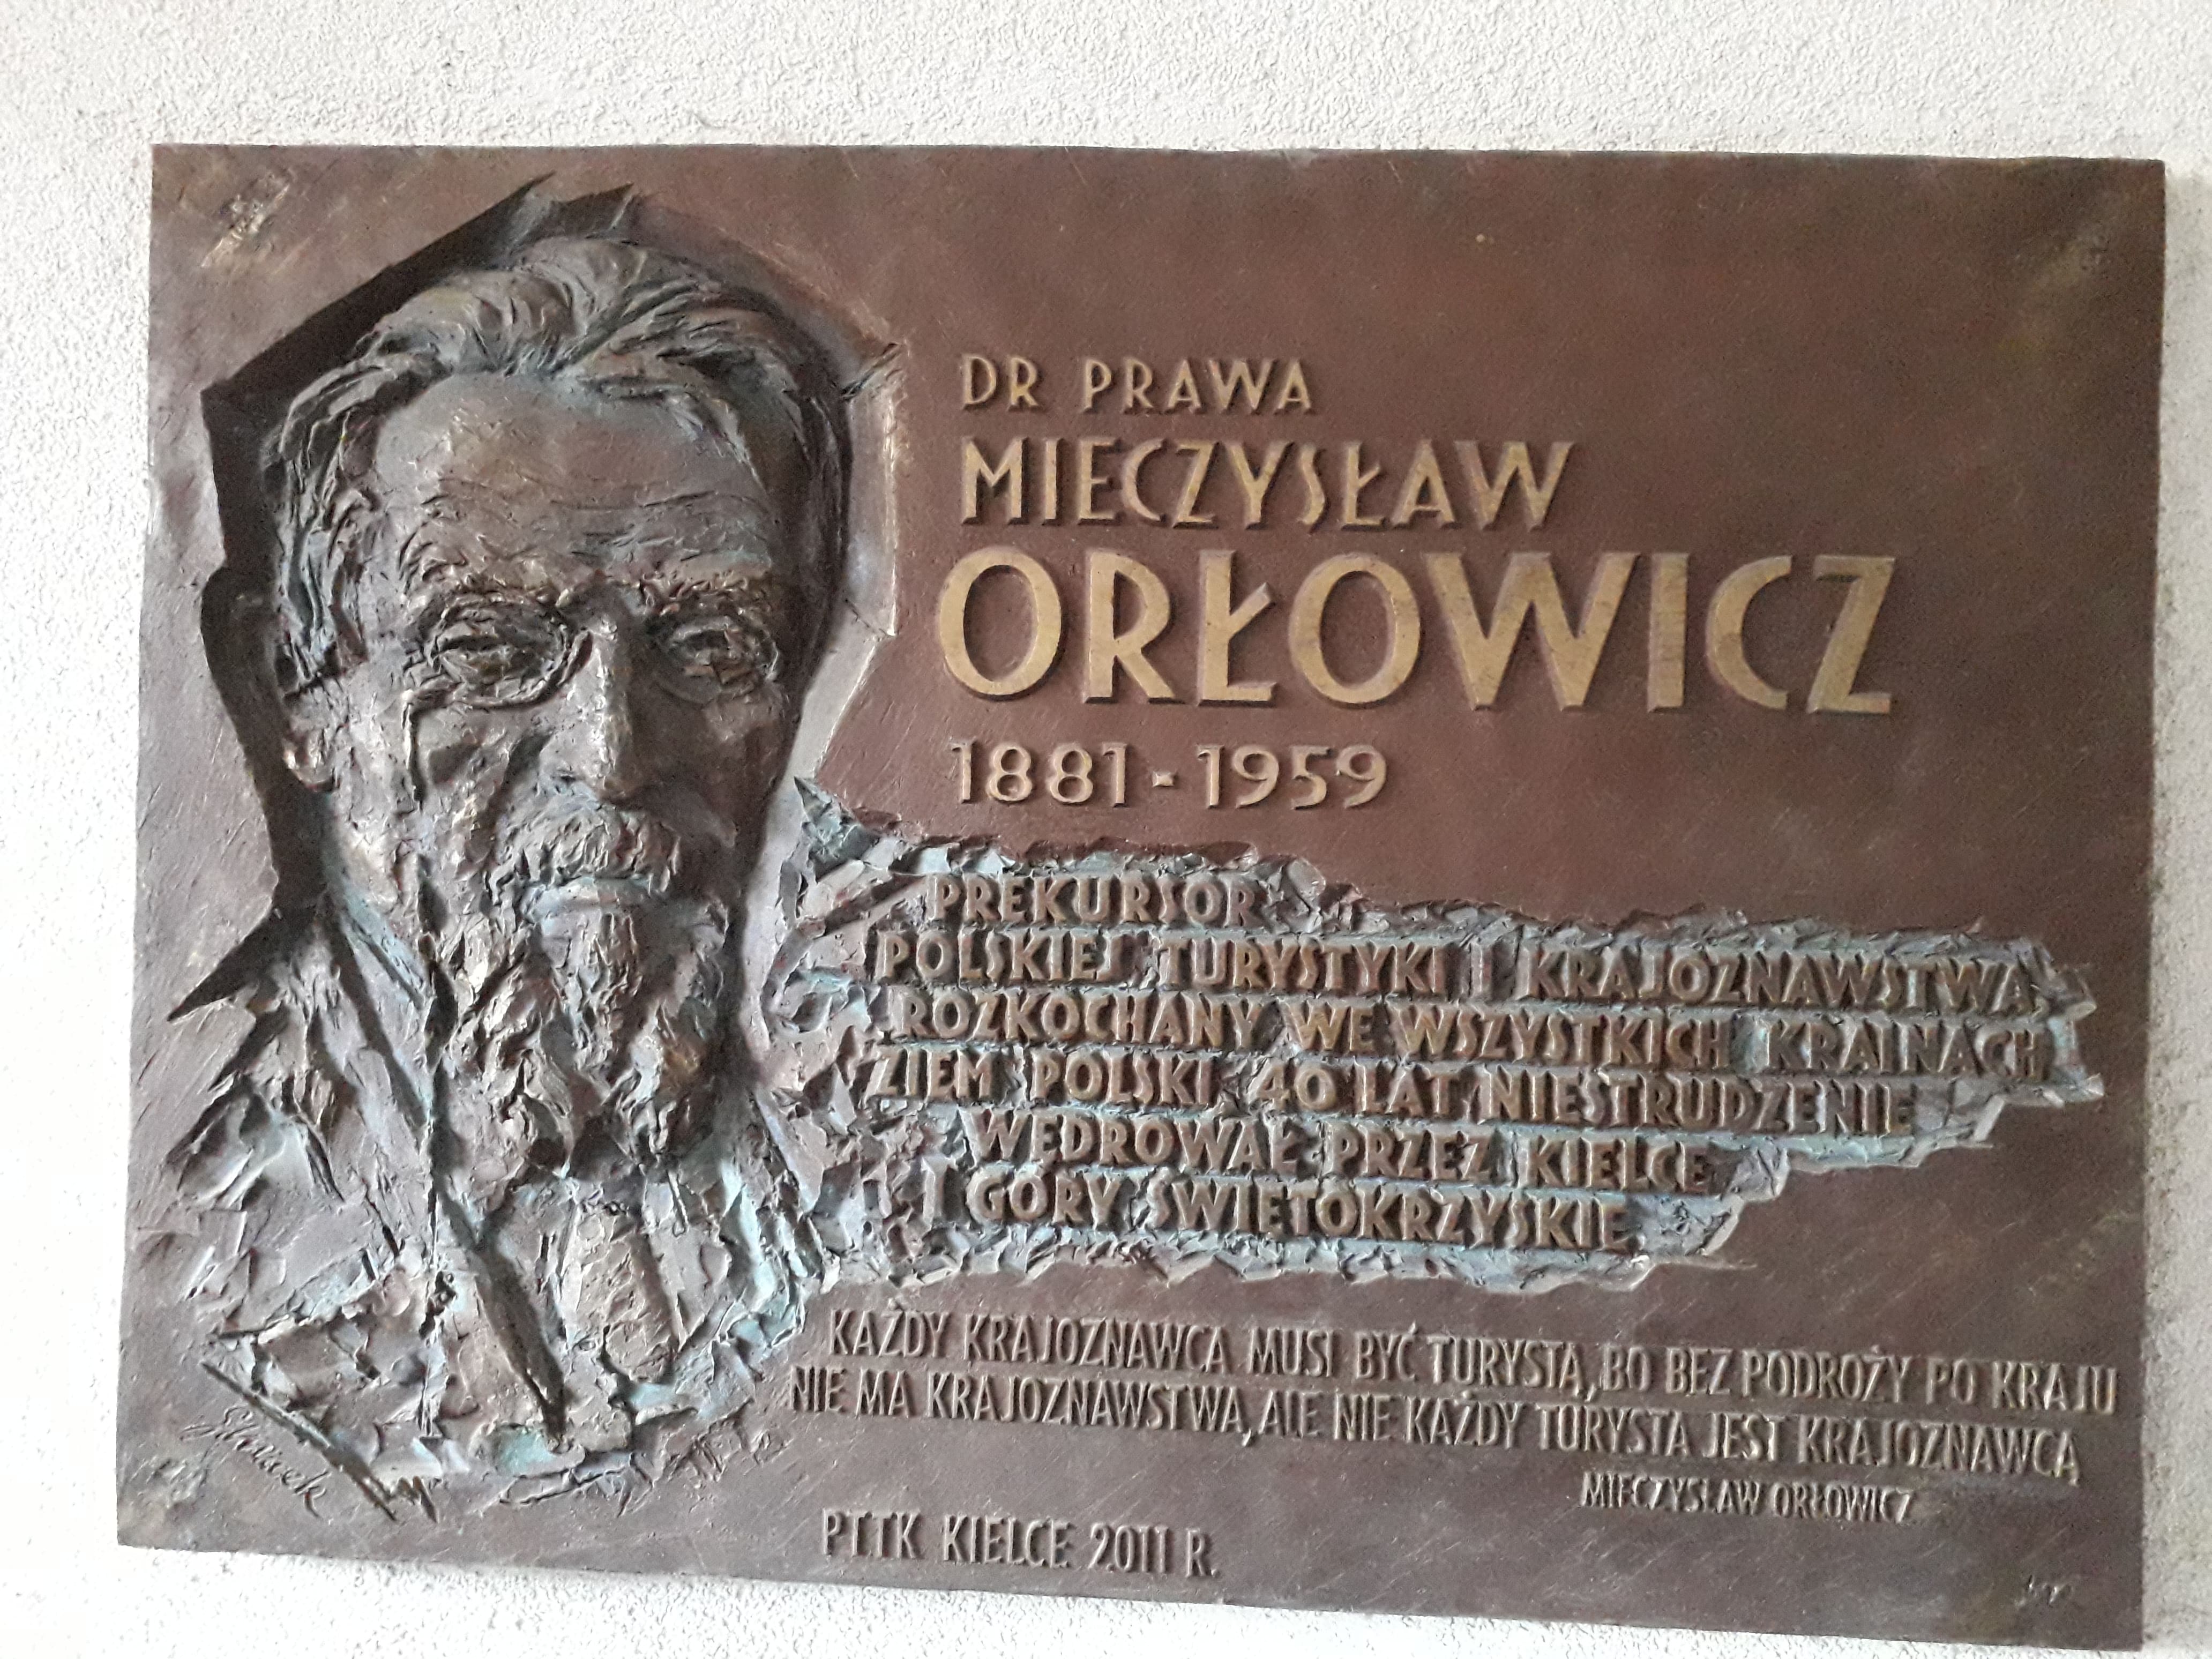 DR PRAWA
MIECZYSŁAW
ORŁOWICZ
1881 - 1959
PREKURSOR
POLSKIEJ TURYSTYKI I KRAJOZNAWSTWA
ROZKOCHANY WE WSZYSTKICH KRAINACH
ZIEM POLSKI 40 LAT NIESTRUDZENIE
WĘDROWAŁ PRZEZ KIELCE
I GÓRY ŚWIĘTOKRZYSKIE
KAŻDY KRAJOZNAWCA MUSI BYĆ TURYSTĄ, BO BEZ PODRÓŻY PO KRAJU
NIE MA KRAJOZNAWSTWA, ALE NIE KAŻDY TURYSTA JEST KRAJOZNAWCĄ
MIECZYSŁAW ORŁOWICZ
PTTK KIELCE 2011 R.